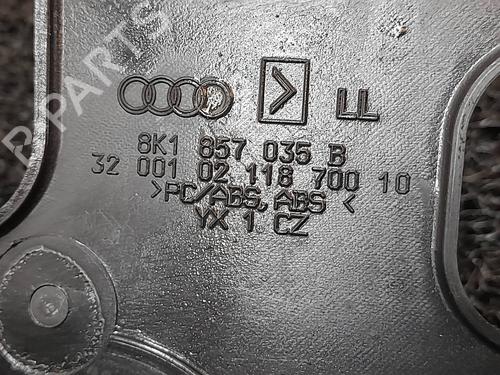 B-PARTS
LL
8K1 857 035 B
32 001 02 118 700 10
>PC/ABS,ABS<
YX 1 CZ